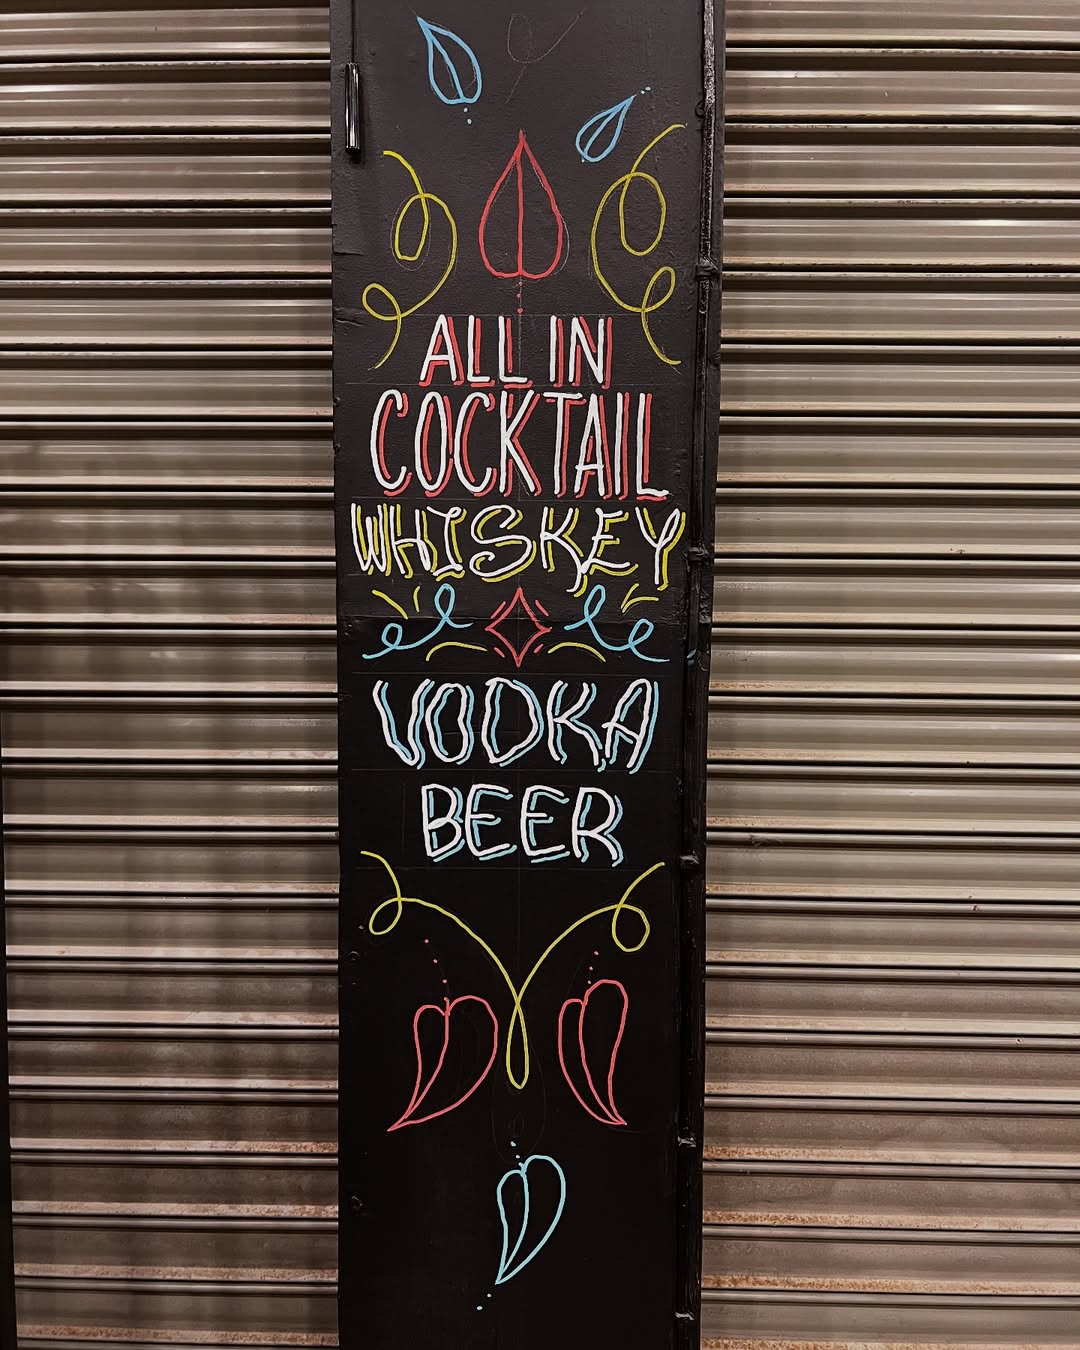 ALL IN
COCKTAIL
WHISKEY
VODKA
BEER